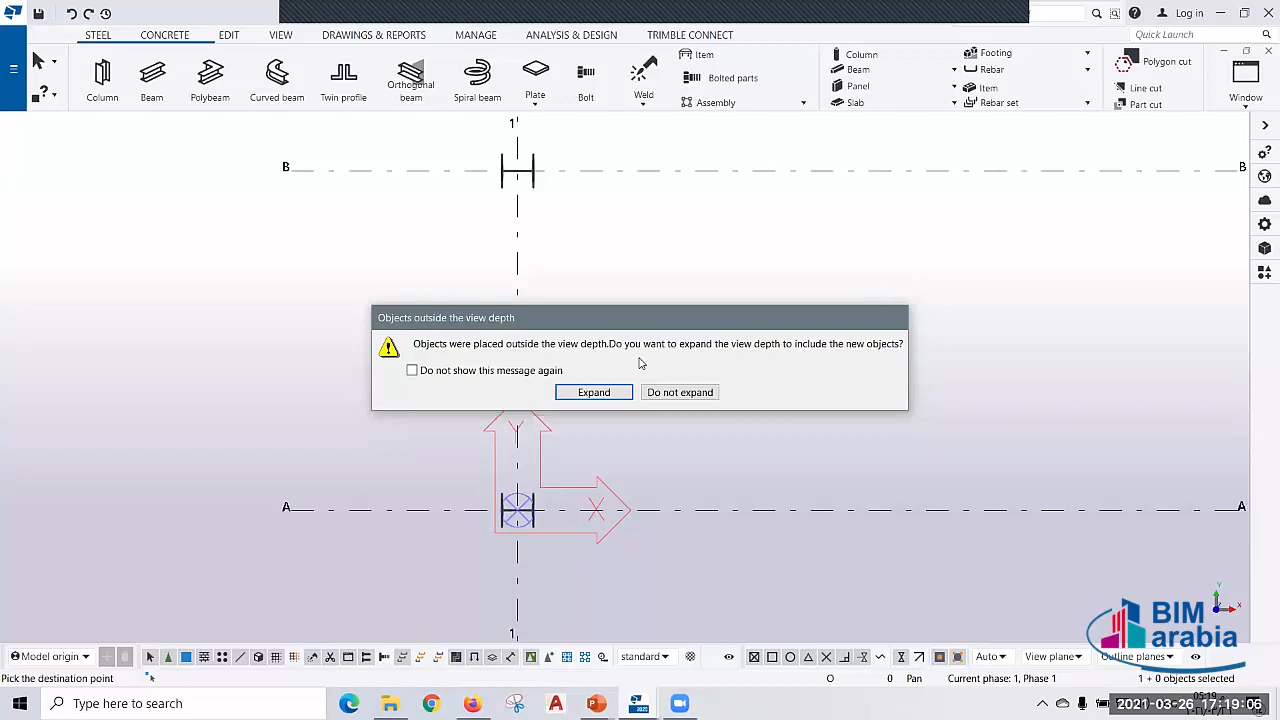 Log in
STEEL CONCRETE EDIT VIEW DRAWINGS & REPORTS MANAGE ANALYSIS & DESIGN TRIMBLE CONNECT
Quick Launch
Column
Beam
Polybeam
Curved beam
Twin profile
Orthogonal
beam
Spiral beam
Plate
Bolt
Weld
Item
Bolted parts
Assembly
Column
Beam
Panel
Slab
Footing
Rebar
Item
Rebar set
Polygon cut
Line cut
Part cut
Window
1
B
B
Objects outside the view depth
Objects were placed outside the view depth.Do you want to expand the view depth to include the new objects?
Do not show this message again
Expand
Do not expand
Y
X
A
A
1
Y
X
BIM
arabia
Model origin
standard
Auto
View plane
Outline planes
Pick the destination point
O
0
Pan
Current phase: 1, Phase 1
1 + 0 objects selected
Type here to search
2021-03-26 17:19:06